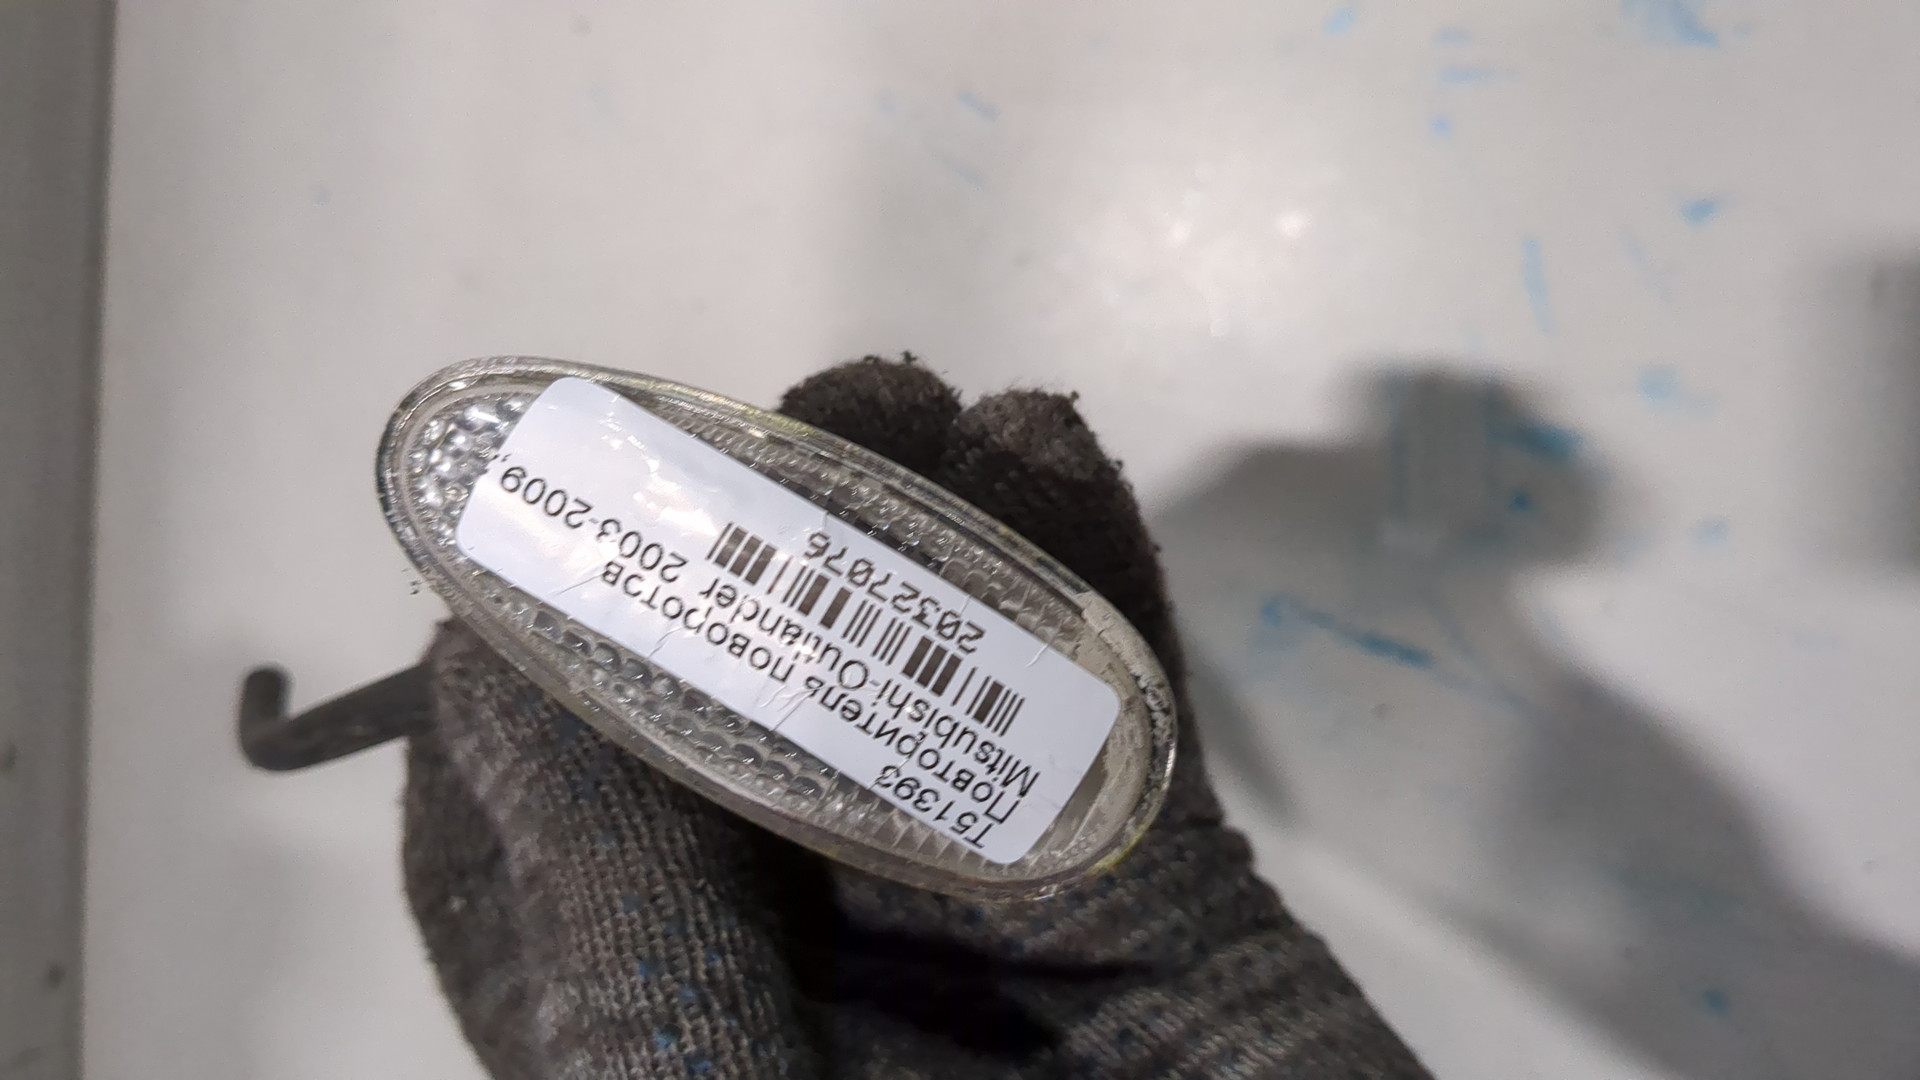 T51393
Повторитель поворотов
Mitsubishi-Outlander 2003-2009,,
20327076